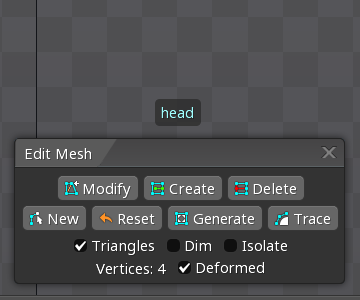 head
Edit Mesh
Modify Create Delete
New Reset Generate Trace
Triangles Dim Isolate
Vertices: 4 Deformed